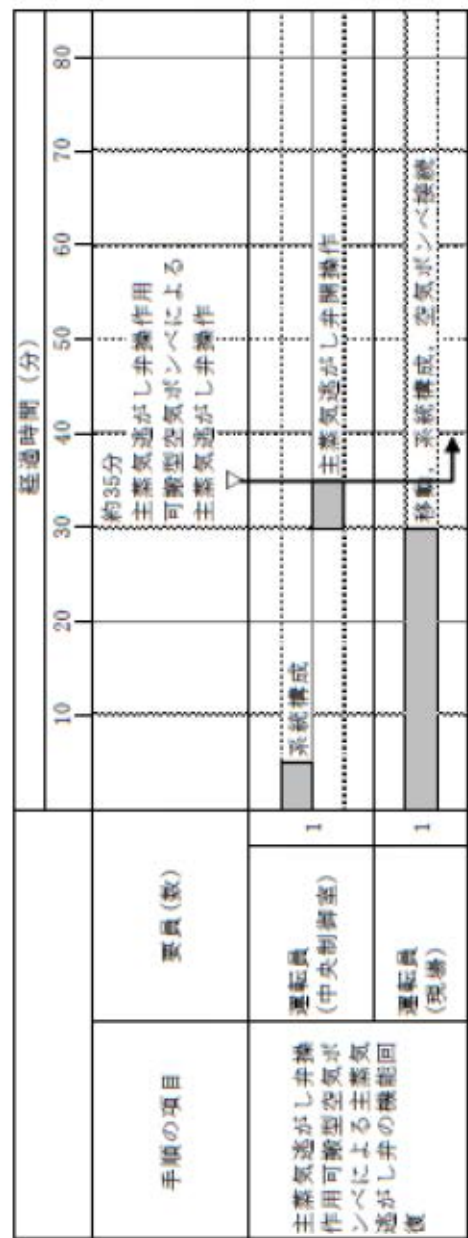 経過時間（分）
10 20 30 40 50 60 70 80
手順の項目
要員(数)
約35分
主蒸気逃がし弁操作用
可搬型空気ボンベによる
主蒸気逃がし弁操作
主蒸気逃がし弁操
作用可搬型空気ボ
ンベによる主蒸気
逃がし弁の機能回
復
運転員
(中央制御室)
1
系統構成
主蒸気逃がし弁開操作
運転員
(現場)
1
移動，系統構成，空気ボンベ接続